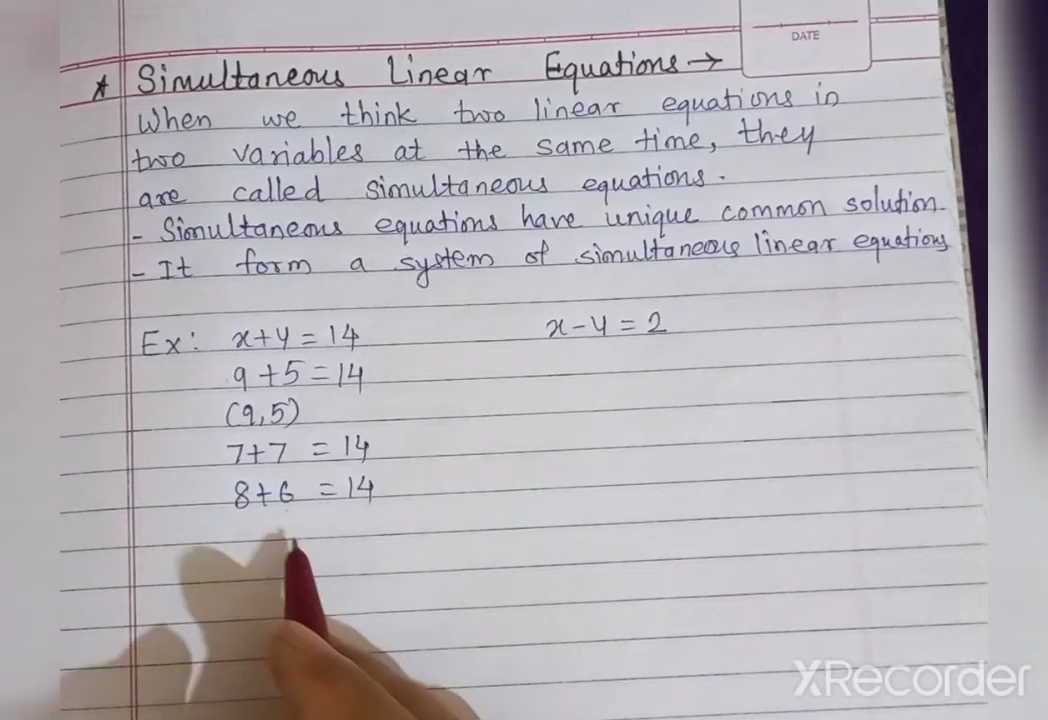 DATE
* Simultaneous Linear Equations →
When we think two linear equations in
two variables at the same time, they
are called simultaneous equations.
- Simultaneous equations have unique common solution.
- It form a system of simultaneous linear equations
Ex: x+y = 14 x-y = 2
9+5 = 14
(9,5)
7+7 = 14
8+6 = 14
XRecorder